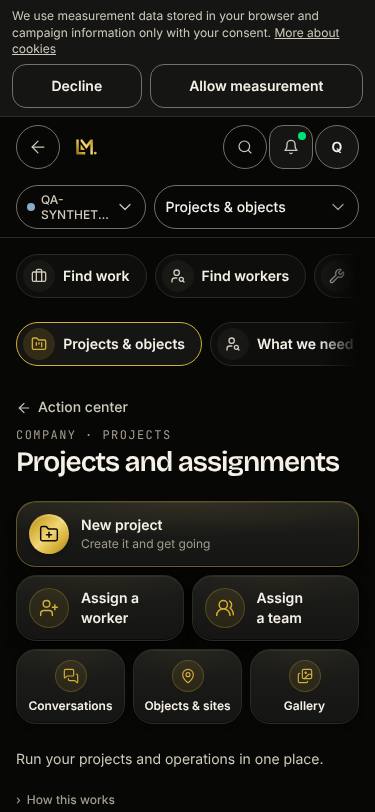 We use measurement data stored in your browser and
campaign information only with your consent. More about
cookies
Decline
Allow measurement
LM.
Q
QA-
SYNTHET...
Projects & objects
Find work
Find workers
Projects & objects
What we need
Action center
COMPANY · PROJECTS
Projects and assignments
New project
Create it and get going
Assign a
worker
Assign
a team
Conversations
Objects & sites
Gallery
Run your projects and operations in one place.
How this works